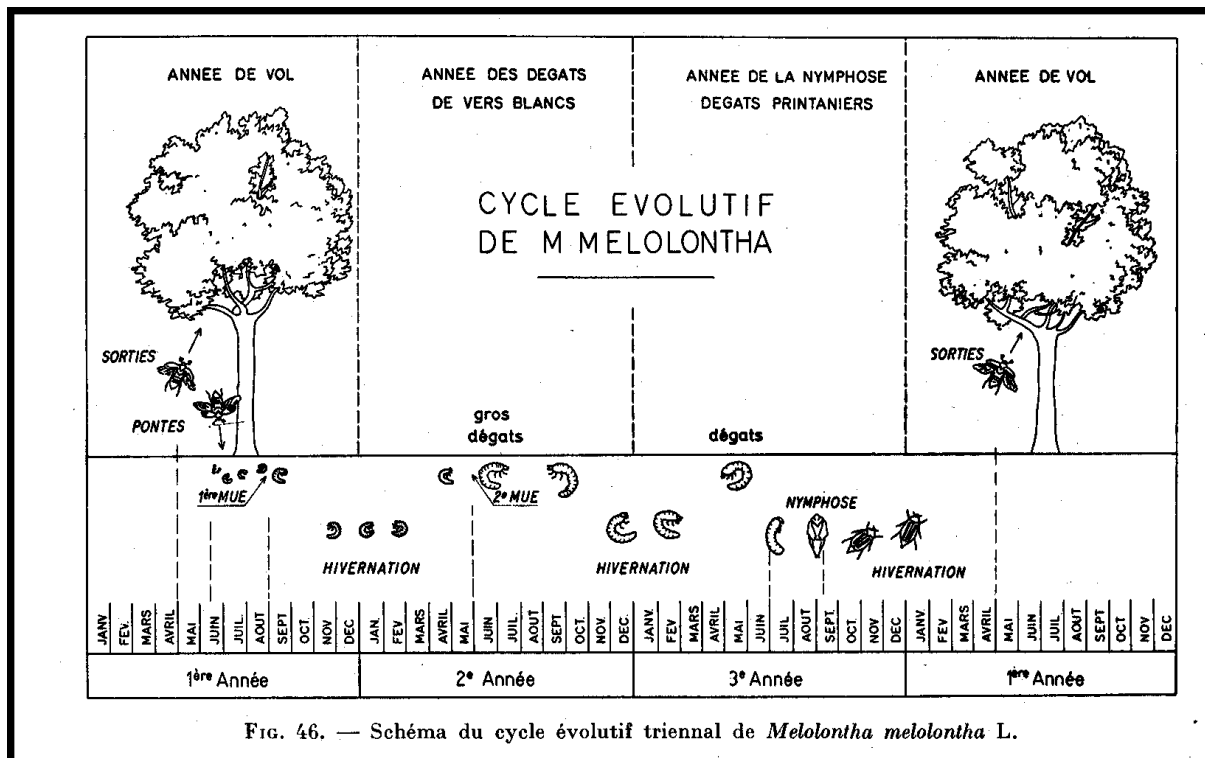 ANNEE DE VOL
ANNEE DES DEGATS
DE VERS BLANCS
ANNEE DE LA NYMPHOSE
DEGATS PRINTANIERS
ANNEE DE VOL
CYCLE EVOLUTIF
DE M MELOLONTHA
SORTIES
PONTES
SORTIES
gros
dégats
dégats
1ère MUE
2e MUE
NYMPHOSE
HIVERNATION
HIVERNATION
HIVERNATION
JANV. FEV. MARS AVRIL MAI JUIN JUIL. AOUT SEPT OCT. NOV. DEC. JAN. FEV MARS AVRIL MAI JUIN JUIL. AOUT SEPT OCT. NOV. DEC. JANV. FEV MARS AVRIL MAI JUIN JUIL AOUT SEPT. OCT. NOV DEC. JANV. FEV MARS AVRIL MAI JUIN JUIL AOUT SEPT OCT. NOV DEC
1ère Année 2e Année 3e Année 1ère Année
FIG. 46. — Schéma du cycle évolutif triennal de Melolontha melolontha L.